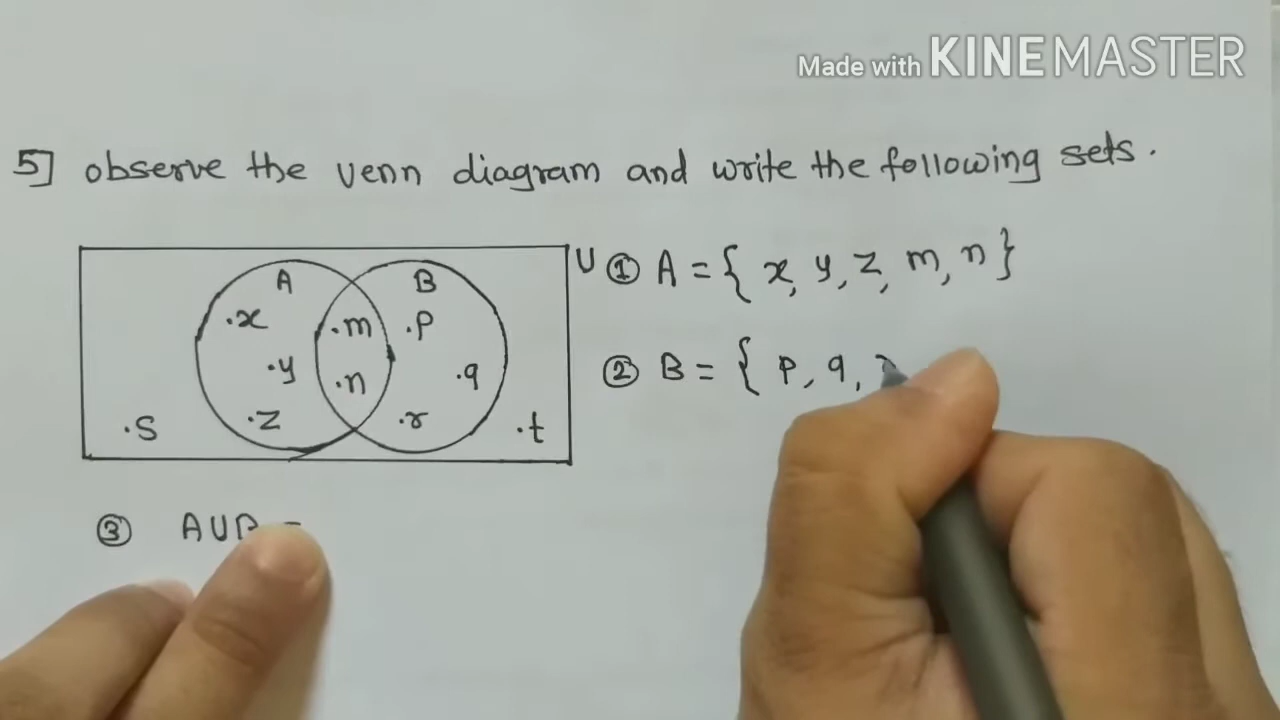 Made with KINEMASTER
5] observe the venn diagram and write the following sets.
U
① A = { x, y, z, m, n }
A B
.x .m .p
.y .n .q
.z .r
.s .t
② B = { p, q,
③ A∪B =